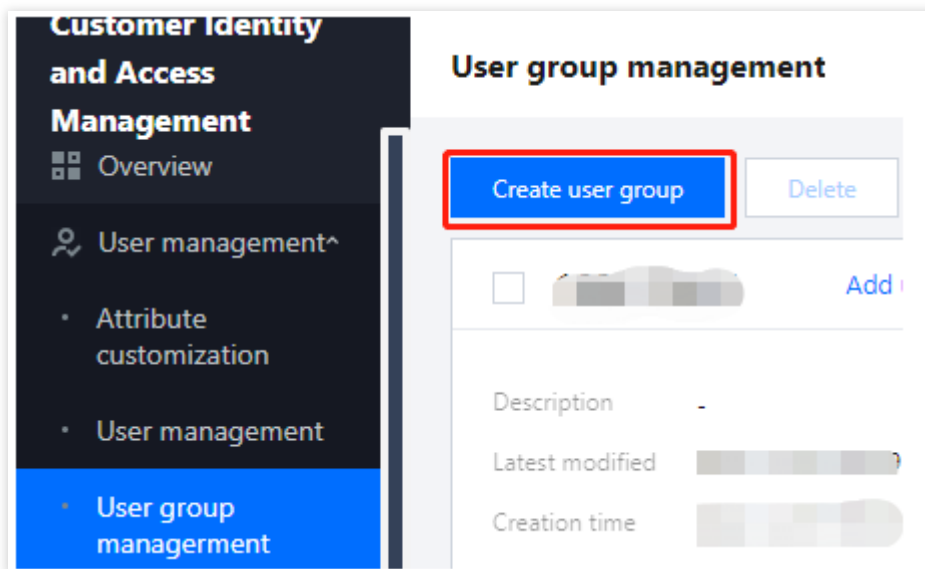 Customer Identity
and Access
Management
Overview
User management^
Attribute
customization
User management
User group
managerment
User group management
Create user group
Delete
Add
Description
-
Latest modified
Creation time